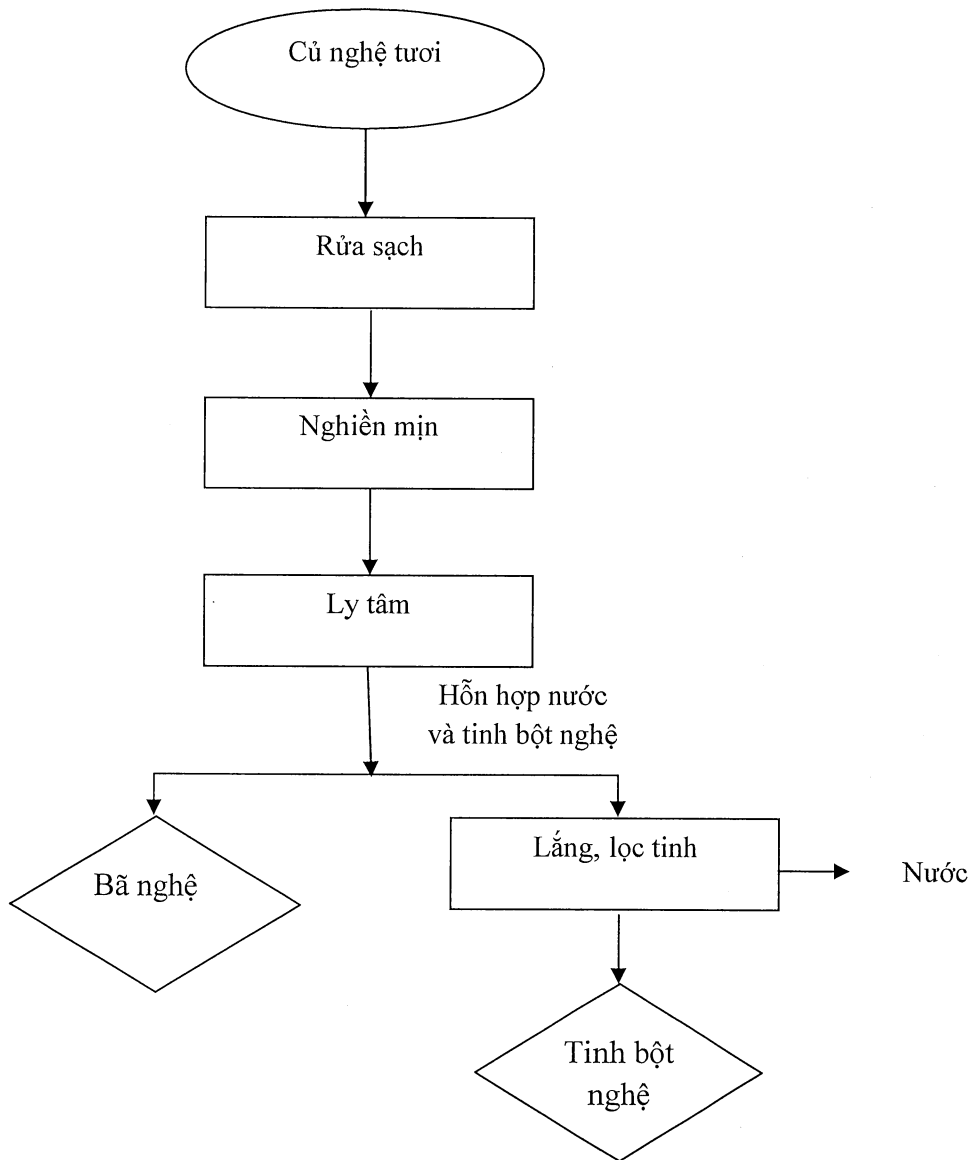 Củ nghệ tươi
Rửa sạch
Nghiền mịn
Ly tâm
Hỗn hợp nước
và tinh bột nghệ
Bã nghệ
Lắng, lọc tinh
Nước
Tinh bột
nghệ